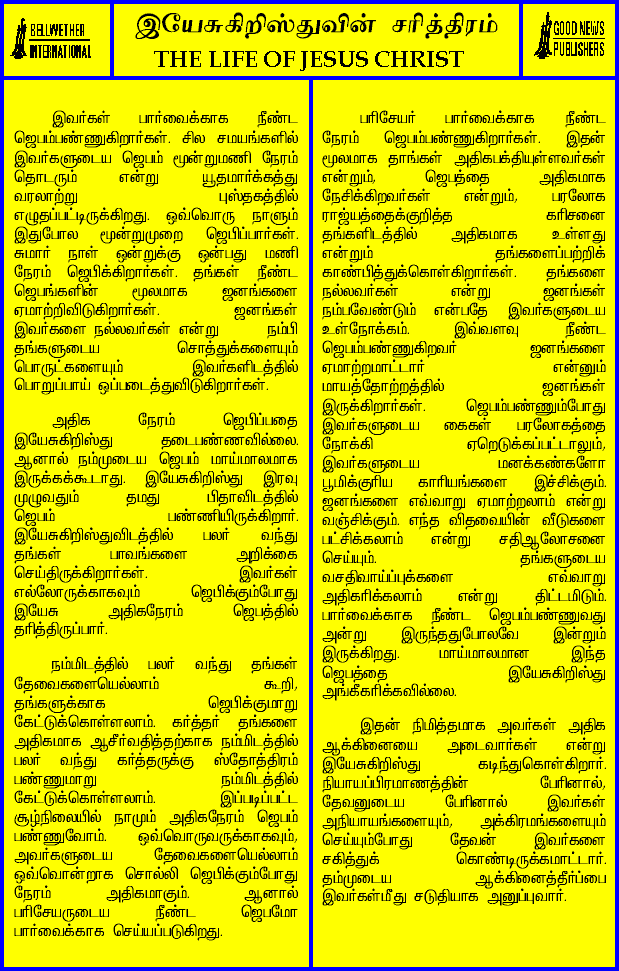 BELLWETHER
INTERNATIONAL
இயேசுகிறிஸ்துவின் சரித்திரம்
THE LIFE OF JESUS CHRIST
GOOD NEWS
PUBLISHERS
இவர்கள் பார்வைக்காக நீண்ட
ஜெபம்பண்ணுகிறார்கள். சில சமயங்களில்
இவர்களுடைய ஜெபம் மூன்றுமணி நேரம்
தொடரும் என்று யூதமார்க்கத்து
வரலாற்று புஸ்தகத்தில்
எழுதப்பட்டிருக்கிறது. ஒவ்வொரு நாளும்
இதுபோல மூன்றுமுறை ஜெபிப்பார்கள்.
சுமார் நாள் ஒன்றுக்கு ஒன்பது மணி
நேரம் ஜெபிக்கிறார்கள். தங்கள் நீண்ட
ஜெபங்களின் மூலமாக ஜனங்களை
ஏமாற்றிவிடுகிறார்கள். ஜனங்கள்
இவர்களை நல்லவர்கள் என்று நம்பி
தங்களுடைய சொத்துக்களையும்
பொருட்களையும் இவர்களிடத்தில்
பொறுப்பாய் ஒப்படைத்துவிடுகிறார்கள்.
அதிக நேரம் ஜெபிப்பதை
இயேசுகிறிஸ்து தடைபண்ணவில்லை.
ஆனால் நம்முடைய ஜெபம் மாய்மாலமாக
இருக்கக்கூடாது. இயேசுகிறிஸ்து இரவு
முழுவதும் தமது பிதாவிடத்தில்
ஜெபம் பண்ணியிருக்கிறார்.
இயேசுகிறிஸ்துவிடத்தில் பலர் வந்து
தங்கள் பாவங்களை அறிக்கை
செய்திருக்கிறார்கள். இவர்கள்
எல்லோருக்காகவும் ஜெபிக்கும்போது
இயேசு அதிகநேரம் ஜெபத்தில்
தரித்திருப்பார்.
நம்மிடத்தில் பலர் வந்து தங்கள்
தேவைகளையெல்லாம் கூறி,
தங்களுக்காக ஜெபிக்குமாறு
கேட்டுக்கொள்ளலாம். கர்த்தர் தங்களை
அதிகமாக ஆசீர்வதித்தற்காக நம்மிடத்தில்
பலர் வந்து கர்த்தருக்கு ஸ்தோத்திரம்
பண்ணுமாறு நம்மிடத்தில்
கேட்டுக்கொள்ளலாம். இப்படிப்பட்ட
சூழ்நிலையில் நாமும் அதிகநேரம் ஜெபம்
பண்ணுவோம். ஒவ்வொருவருக்காகவும்,
அவர்களுடைய தேவைகளையெல்லாம்
ஒவ்வொன்றாக சொல்லி ஜெபிக்கும்போது
நேரம் அதிகமாகும். ஆனால்
பரிசேயருடைய நீண்ட ஜெபமோ
பார்வைக்காக செய்யப்படுகிறது.
பரிசேயர் பார்வைக்காக நீண்ட
நேரம் ஜெபம்பண்ணுகிறார்கள். இதன்
மூலமாக தாங்கள் அதிகபக்தியுள்ளவர்கள்
என்றும், ஜெபத்தை அதிகமாக
நேசிக்கிறவர்கள் என்றும், பரலோக
ராஜ்யத்தைக்குறித்த கரிசனை
தங்களிடத்தில் அதிகமாக உள்ளது
என்றும் தங்களைப்பற்றிக்
காண்பித்துக்கொள்கிறார்கள். தங்களை
நல்லவர்கள் என்று ஜனங்கள்
நம்பவேண்டும் என்பதே இவர்களுடைய
உள்நோக்கம். இவ்வளவு நீண்ட
ஜெபம்பண்ணுகிறவர் ஜனங்களை
ஏமாற்றமாட்டார் என்னும்
மாயத்தோற்றத்தில் ஜனங்கள்
இருக்கிறார்கள். ஜெபம்பண்ணும்போது
இவர்களுடைய கைகள் பரலோகத்தை
நோக்கி ஏறெடுக்கப்பட்டாலும்,
இவர்களுடைய மனக்கண்களோ
பூமிக்குரிய காரியங்களை இச்சிக்கும்.
ஜனங்களை எவ்வாறு ஏமாற்றலாம் என்று
வஞ்சிக்கும். எந்த விதவையின் வீடுகளை
பட்சிக்கலாம் என்று சதிஆலோசனை
செய்யும். தங்களுடைய
வசதிவாய்ப்புக்களை எவ்வாறு
அதிகரிக்கலாம் என்று திட்டமிடும்.
பார்வைக்காக நீண்ட ஜெபம்பண்ணுவது
அன்று இருந்ததுபோலவே இன்றும்
இருக்கிறது. மாய்மாலமான இந்த
ஜெபத்தை இயேசுகிறிஸ்து
அங்கீகரிக்கவில்லை.
இதன் நிமித்தமாக அவர்கள் அதிக
ஆக்கினையை அடைவார்கள் என்று
இயேசுகிறிஸ்து கடிந்துகொள்கிறார்.
நியாயப்பிரமாணத்தின் பேரினால்,
தேவனுடைய பேரினால் இவர்கள்
அநியாயங்களையும், அக்கிரமங்களையும்
செய்யும்போது தேவன் இவர்களை
சகித்துக் கொண்டிருக்கமாட்டார்.
தம்முடைய ஆக்கினைத்தீர்ப்பை
இவர்கள்மீது சடுதியாக அனுப்புவார்.